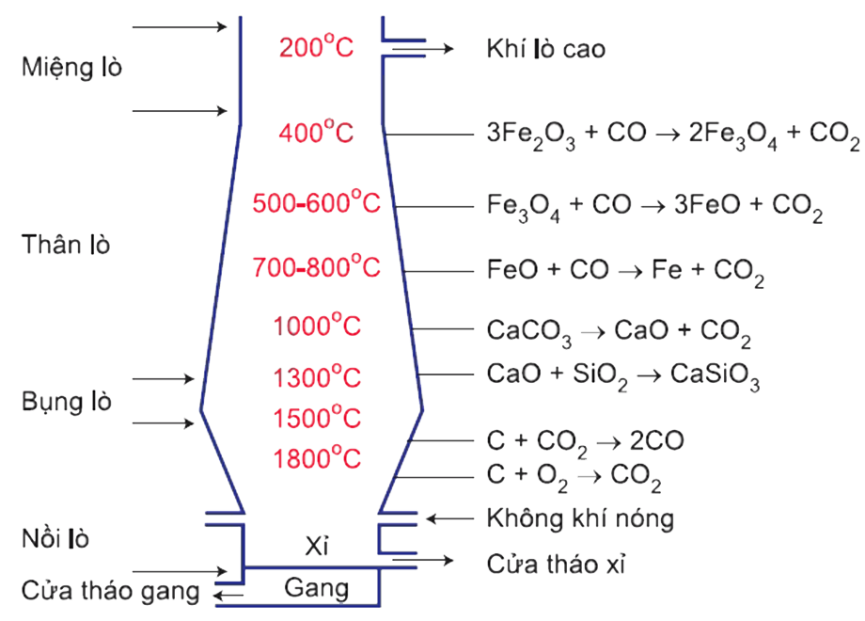 200°C
Khí lò cao
Miệng lò
400°C
3Fe₂O₃ + CO → 2Fe₃O₄ + CO₂
500-600°C
Fe₃O₄ + CO → 3FeO + CO₂
Thân lò
700-800°C
FeO + CO → Fe + CO₂
1000°C
CaCO₃ → CaO + CO₂
1300°C
CaO + SiO₂ → CaSiO₃
Bụng lò
1500°C
C + CO₂ → 2CO
1800°C
C + O₂ → CO₂
Không khí nóng
Nồi lò
Xỉ
Cửa tháo xỉ
Cửa tháo gang
Gang